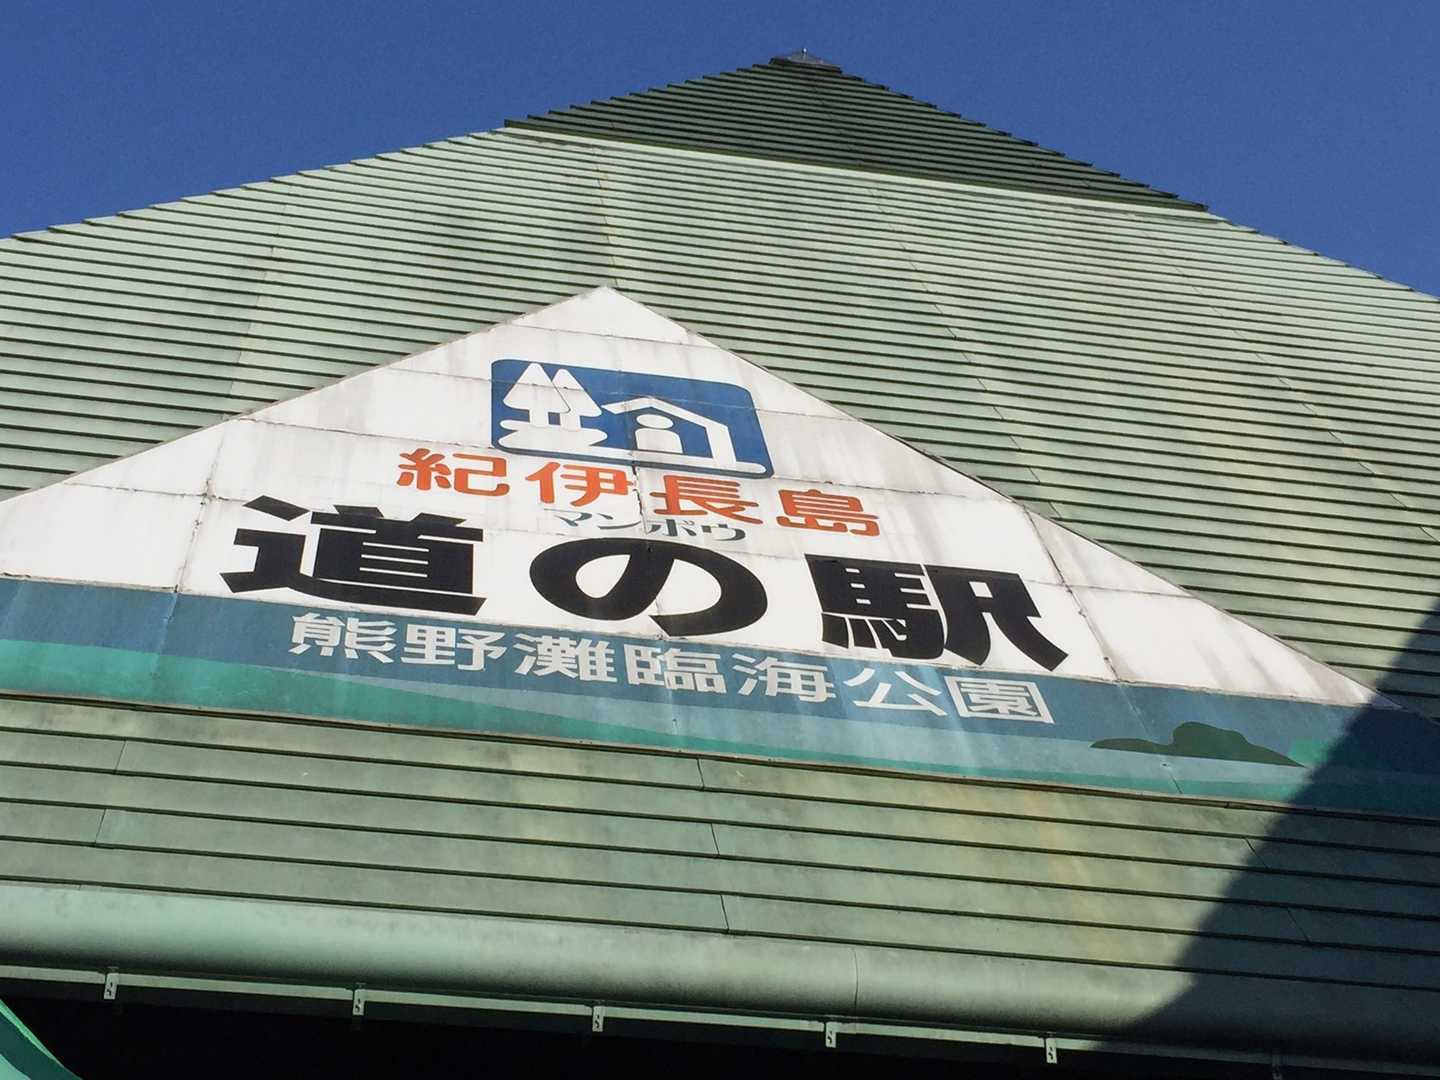 紀伊長島
マンボウ
道の駅
熊野灘臨海公園